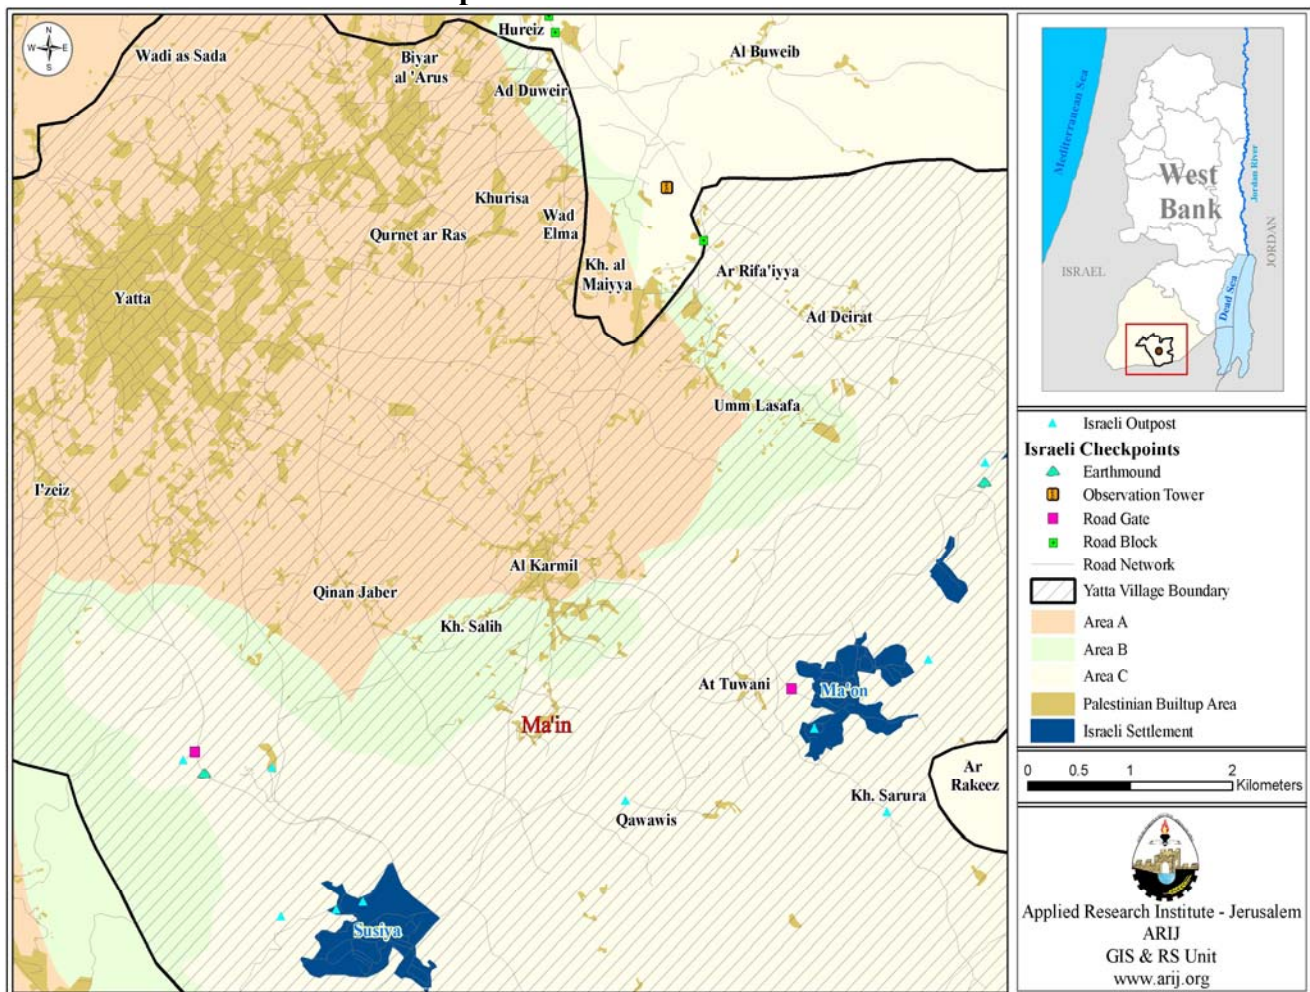 N
W E
S
Wadi as Sada
Biyar
al 'Arus
Hureiz
Al Buweib
Ad Duweir
Khurisa
Wad
Elma
Qurnet ar Ras
Kh. al
Maiyya
Ar Rifa'iyya
Yatta
Ad Deirat
Umm Lasafa
I'zeiz
Al Karmil
Qinan Jaber
Kh. Salih
At Tuwani
Ma'on
Ma'in
Ar
Rakeez
Kh. Sarura
Qawawis
Susiya
Mediterranean Sea
West
Bank
Jordan River
ISRAEL
JORDAN
Dead Sea
Israeli Outpost
Israeli Checkpoints
Earthmound
Observation Tower
Road Gate
Road Block
Road Network
Yatta Village Boundary
Area A
Area B
Area C
Palestinian Builtup Area
Israeli Settlement
0 0.5 1 2
Kilometers
Applied Research Institute - Jerusalem
ARIJ
GIS & RS Unit
www.arij.org